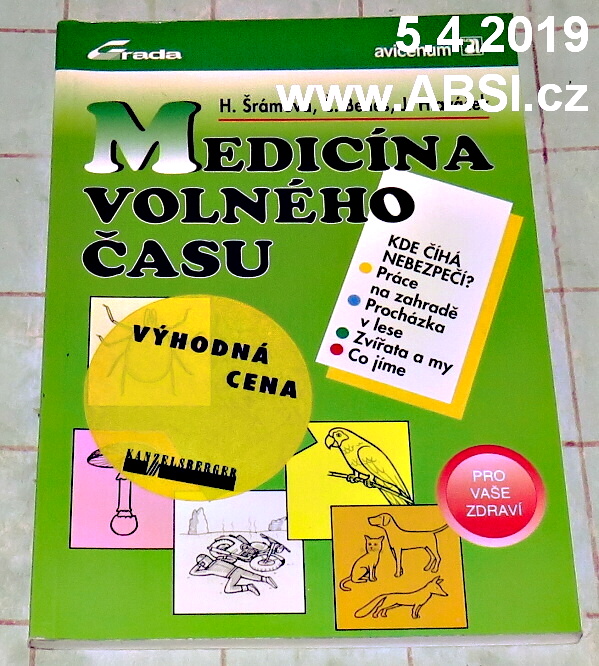 5.4.2019
Grada
avicenum a
www.ABSI.cz
H. Šrámová, J.
MEDICÍNA
VOLNÉHO
ČASU
KDE ČÍHÁ
NEBEZPEČÍ?
Práce
na zahradě
Procházka
v lese
Zvířata a my
Co jíme
VÝHODNÁ
CENA
KANZELSBERGER
PRO
VAŠE
ZDRAVÍ